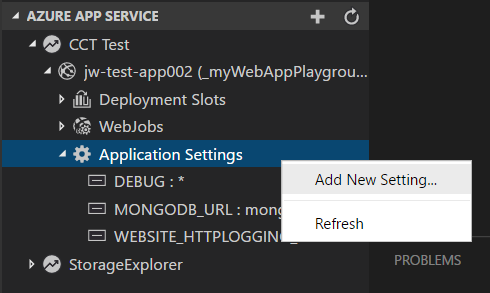 AZURE APP SERVICE
CCT Test
jw-test-app002 (_myWebAppPlaygrou...
Deployment Slots
WebJobs
Application Settings
Add New Setting...
DEBUG : *
MONGODB_URL : mong
Refresh
WEBSITE_HTTPLOGGING_
PROBLEMS
StorageExplorer